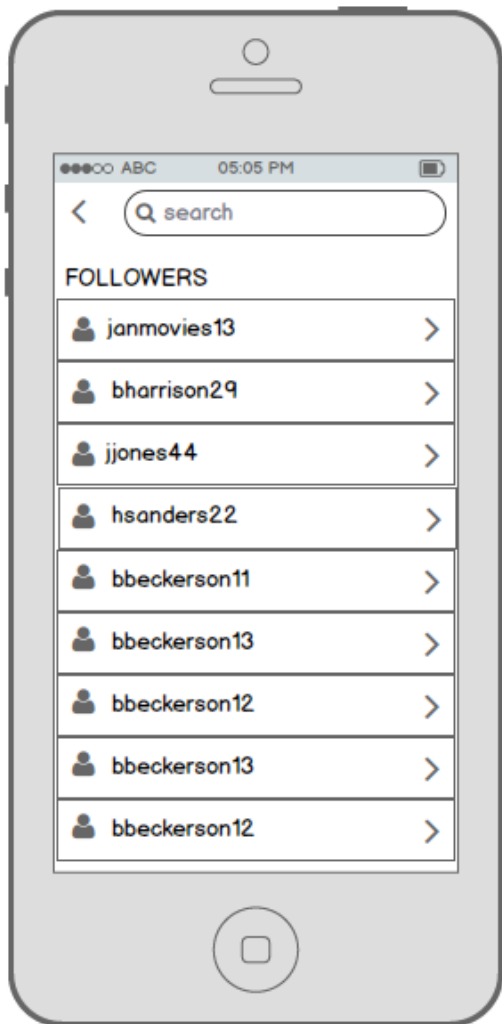 ABC 05:05 PM
search
FOLLOWERS
janmovies13
bharrison29
jjones44
hsanders22
bbeckerson11
bbeckerson13
bbeckerson12
bbeckerson13
bbeckerson12